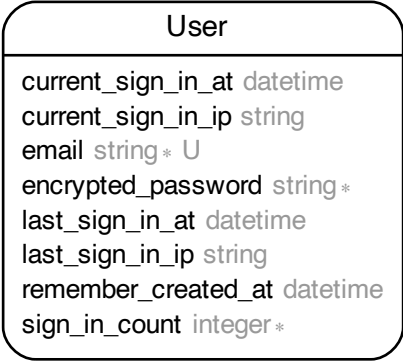 User
current_sign_in_at datetime
current_sign_in_ip string
email string∗ U
encrypted_password string∗
last_sign_in_at datetime
last_sign_in_ip string
remember_created_at datetime
sign_in_count integer∗